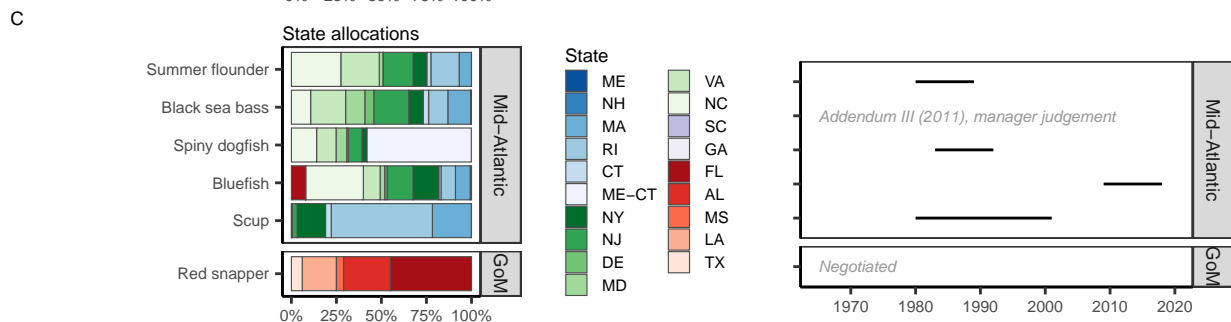 C
State allocations
Summer flounder
Black sea bass
Spiny dogfish
Bluefish
Scup
Red snapper
Mid-Atlantic
GoM
0% 25% 50% 75% 100%
State
ME
NH
MA
RI
CT
ME-CT
NY
NJ
DE
MD
VA
NC
SC
GA
FL
AL
MS
LA
TX
Addendum III (2011), manager judgement
Negotiated
Mid-Atlantic
GoM
1970 1980 1990 2000 2010 2020